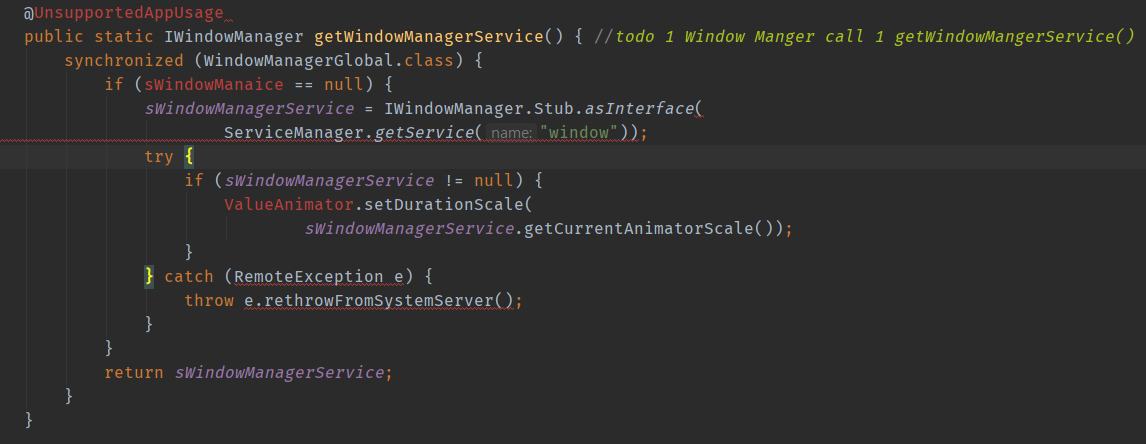 @UnsupportedAppUsage
public static IWindowManager getWindowManagerService() { //todo 1 Window Manger call 1 getWindowMangerService()
synchronized (WindowManagerGlobal.class) {
if (sWindowManaice == null) {
sWindowManagerService = IWindowManager.Stub.asInterface(
ServiceManager.getService( name: "window"));
try {
if (sWindowManagerService != null) {
ValueAnimator.setDurationScale(
sWindowManagerService.getCurrentAnimatorScale());
}
} catch (RemoteException e) {
throw e.rethrowFromSystemServer();
}
}
return sWindowManagerService;
}
}